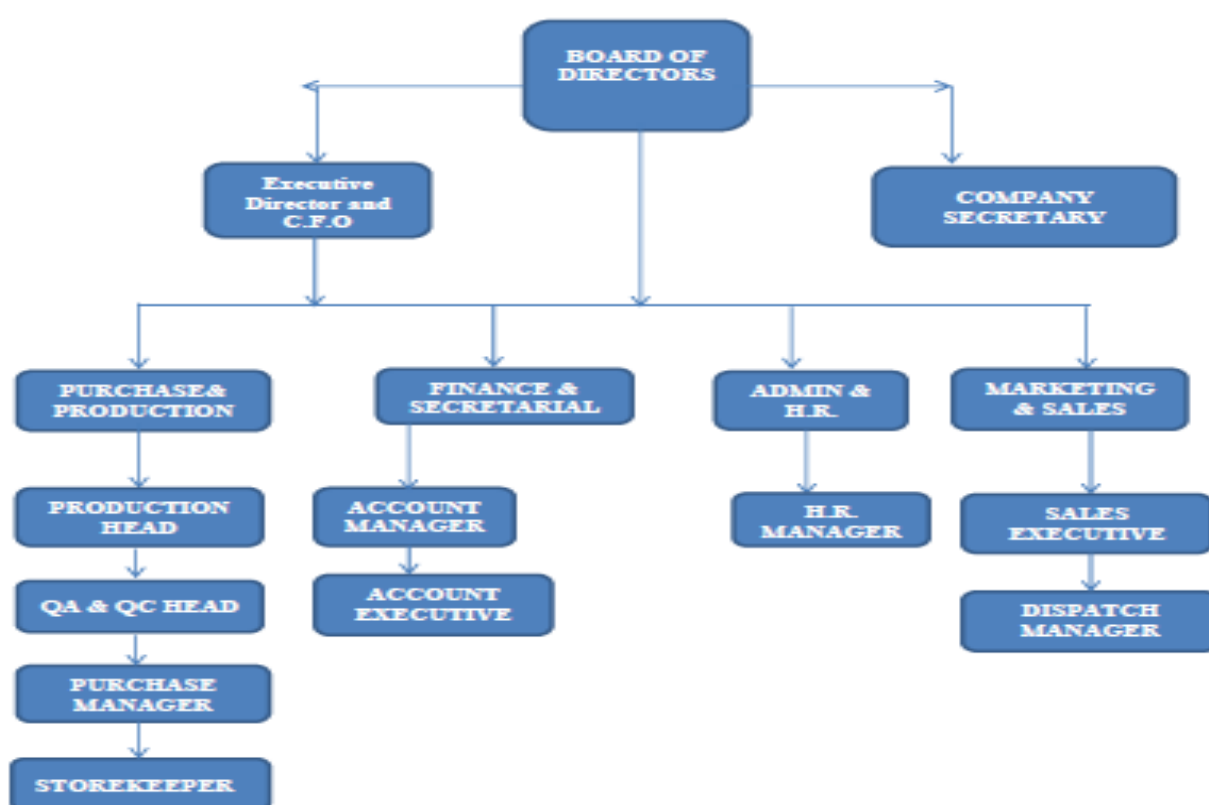 BOARD OF
DIRECTORS
Executive
Director and
C.F.O
COMPANY
SECRETARY
PURCHASE&
PRODUCTION
FINANCE &
SECRETARIAL
ADMIN &
H.R.
MARKETING
& SALES
PRODUCTION
HEAD
ACCOUNT
MANAGER
H.R.
MANAGER
SALES
EXECUTIVE
QA & QC HEAD
ACCOUNT
EXECUTIVE
DISPATCH
MANAGER
PURCHASE
MANAGER
STOREKEEPER